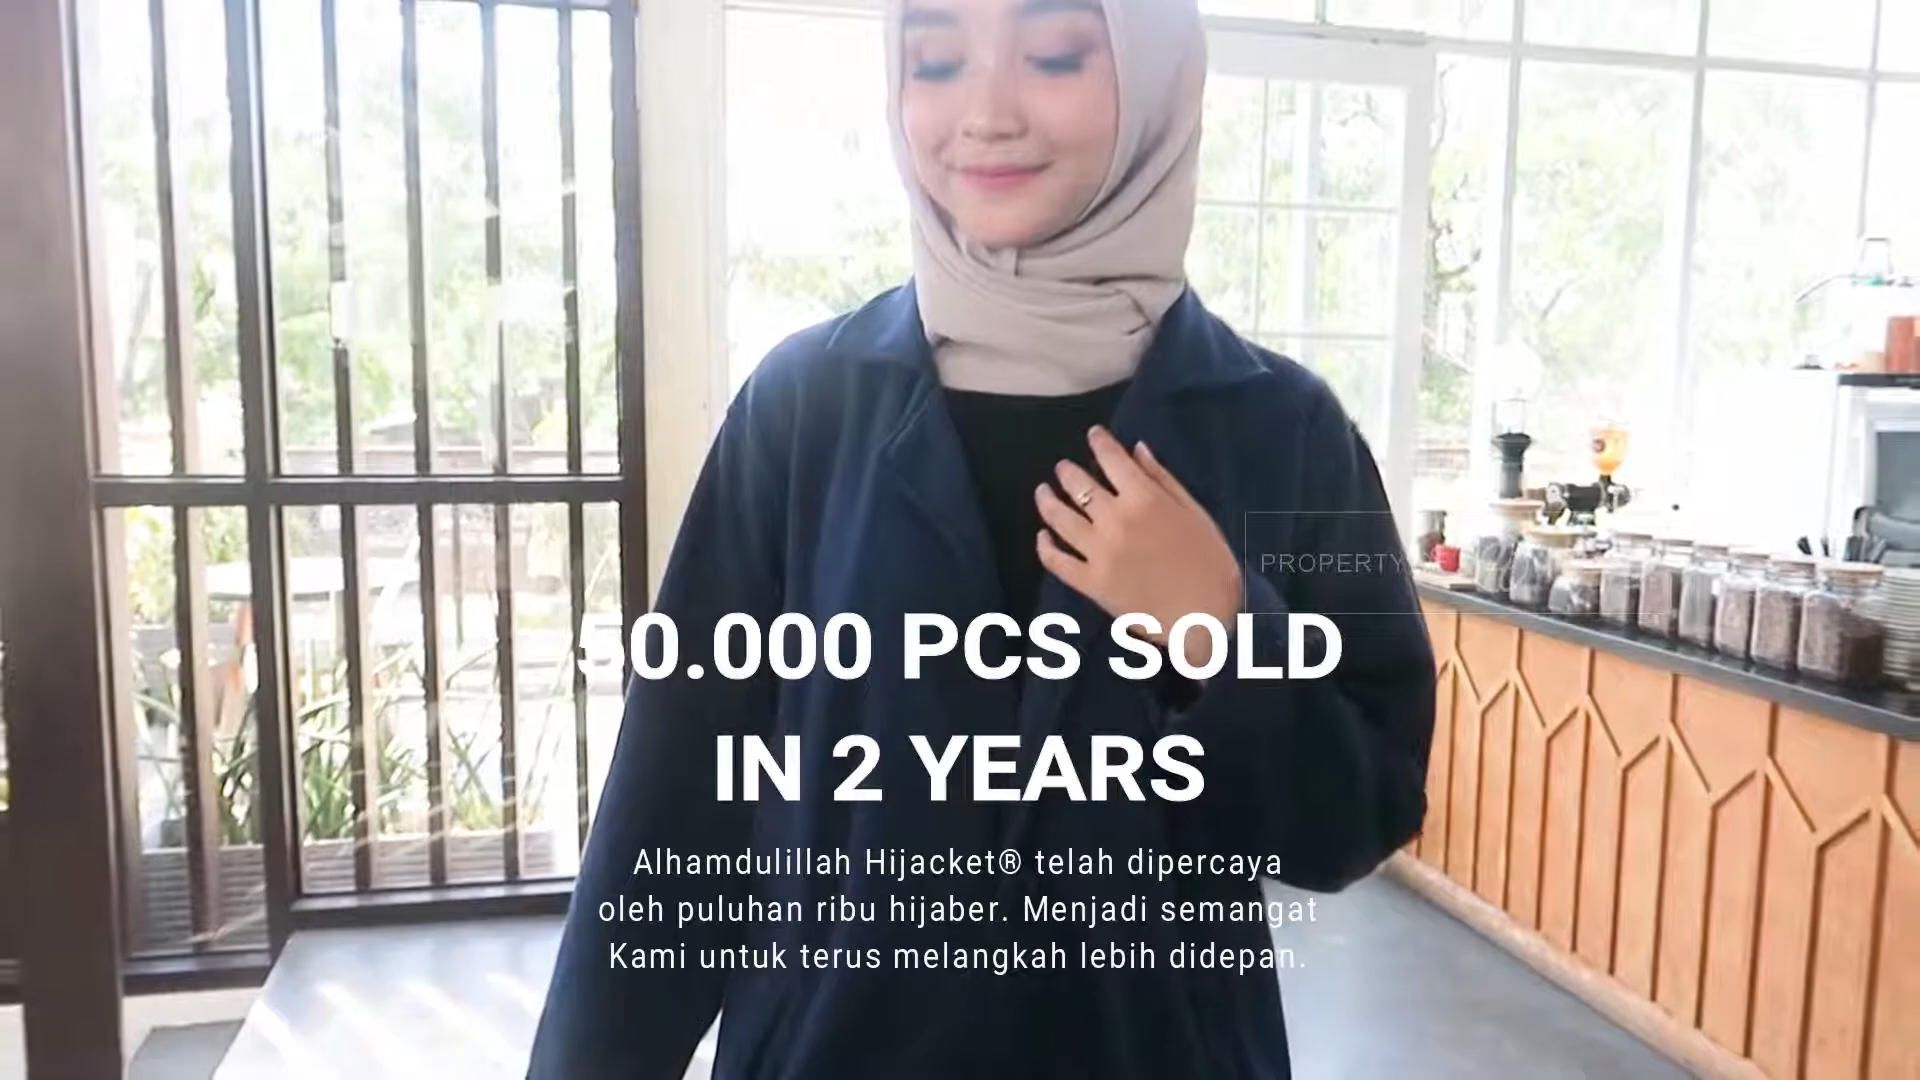 PROPERTY
50.000 PCS SOLD
IN 2 YEARS
Alhamdulillah Hijacket® telah dipercaya
oleh puluhan ribu hijaber. Menjadi semangat
Kami untuk terus melangkah lebih didepan.